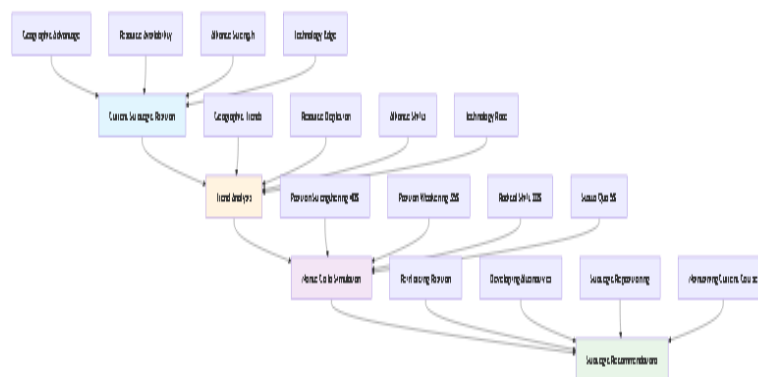 Geographic Advantage
Resource Availability
Alliance Strength
Technology Edge
Current Strategic Position
Geographic Trends
Resource Depletion
Alliance Shifts
Technology Race
Trend Analysis
Position Strengthening
Position Weakening
Radical Shift
Status Quo
Monte Carlo Simulation
Position
Developing Alternatives
Strategic Repositioning
Maintaining Current Course
Strategic Recommendations